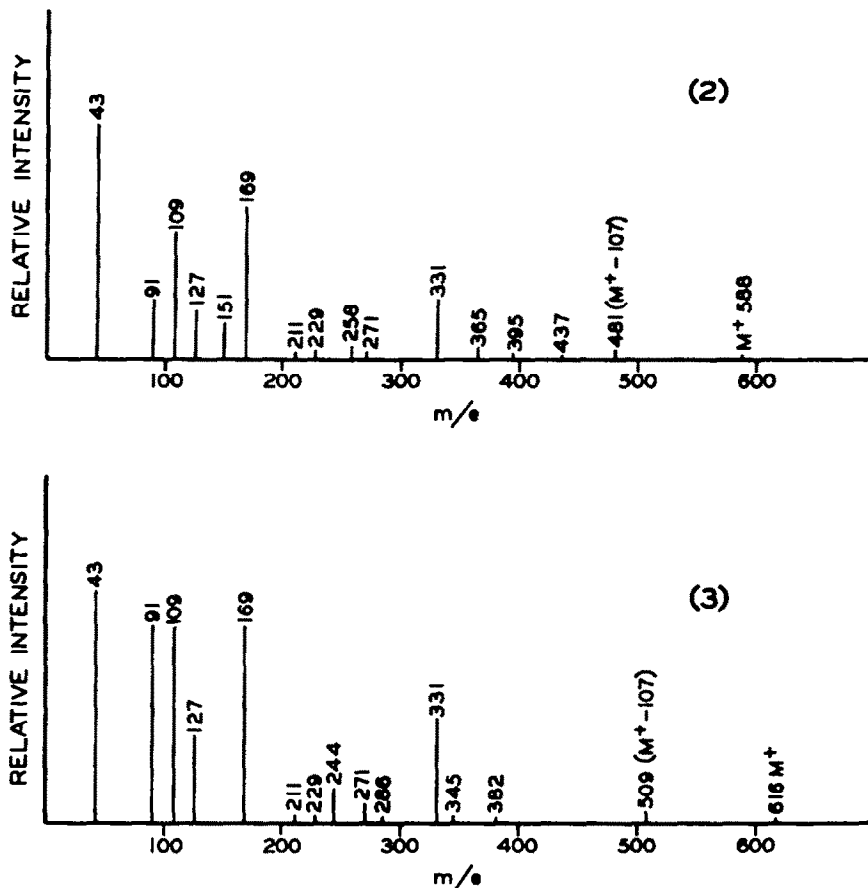 RELATIVE INTENSITY
(2)
43
91
109
127
151
169
211
229
258
271
331
365
395
437
481 (M⁺-107)
M⁺ 588
100 200 300 400 500 600
m/e
RELATIVE INTENSITY
(3)
43
91
109
127
169
211
229
244
271
286
331
345
382
509 (M⁺-107)
616 M⁺
100 200 300 400 500 600
m/e